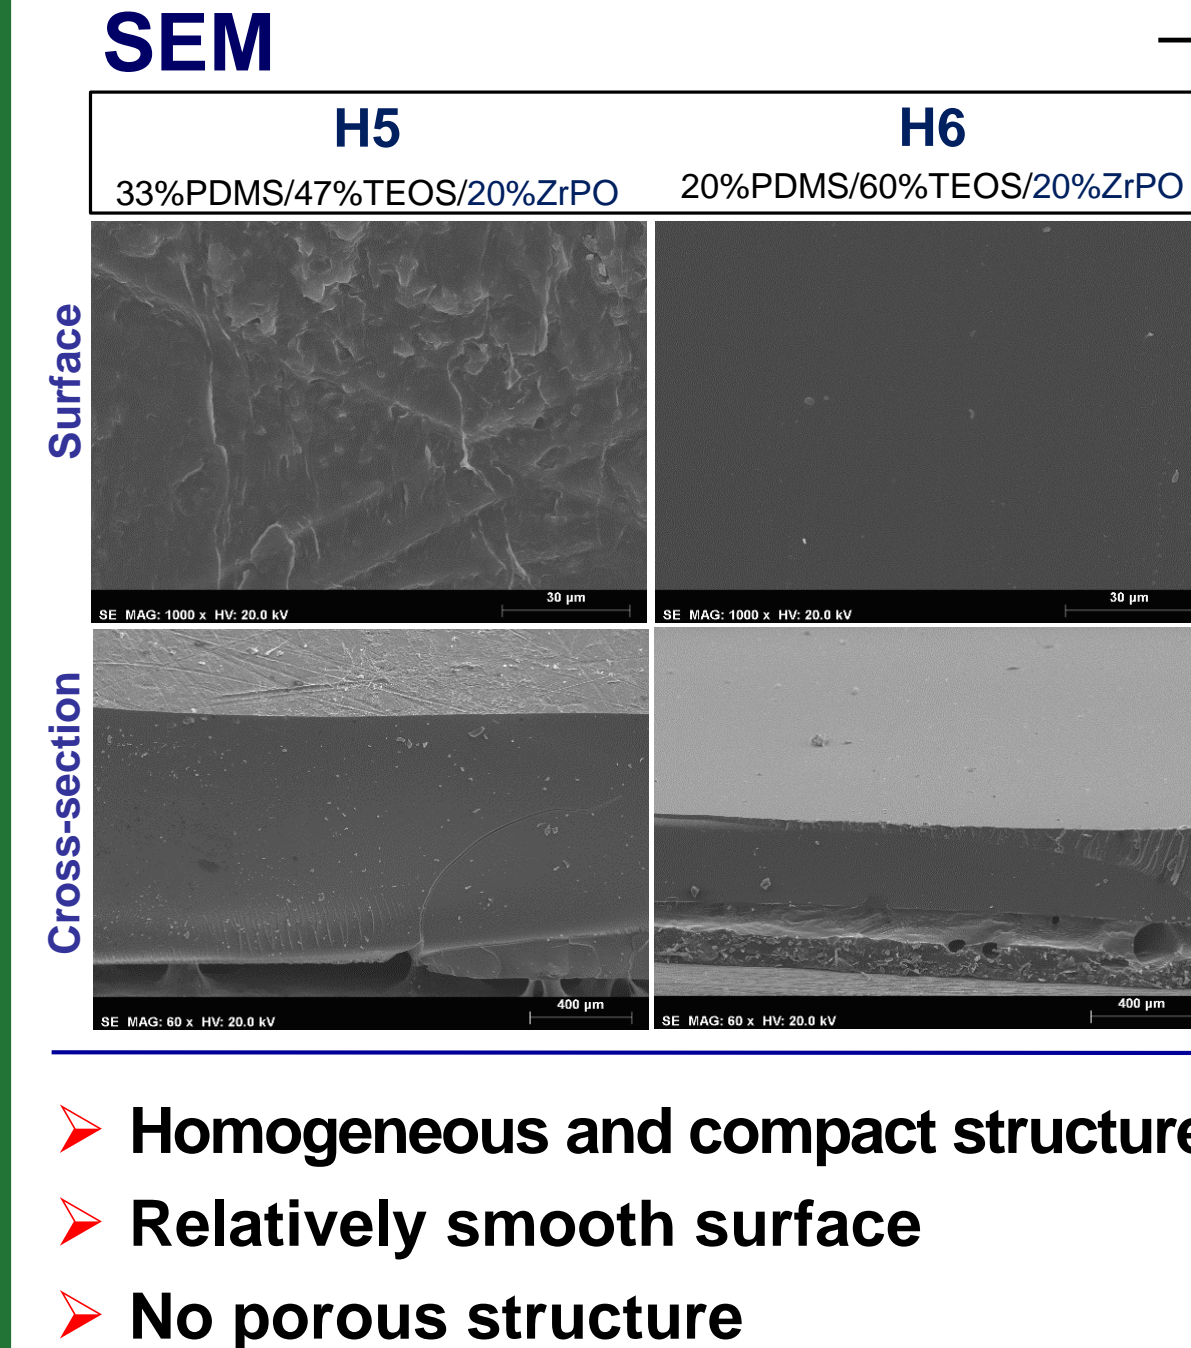 SEM
H5
H6
33%PDMS/47%TEOS/20%ZrPO
20%PDMS/60%TEOS/20%ZrPO
Surface
30 µm
SE MAG: 1000 x HV: 20.0 kV
30 µm
SE MAG: 1000 x HV: 20.0 kV
Cross-section
400 µm
SE MAG: 60 x HV: 20.0 kV
400 µm
SE MAG: 60 x HV: 20.0 kV
Homogeneous and compact structure
Relatively smooth surface
No porous structure